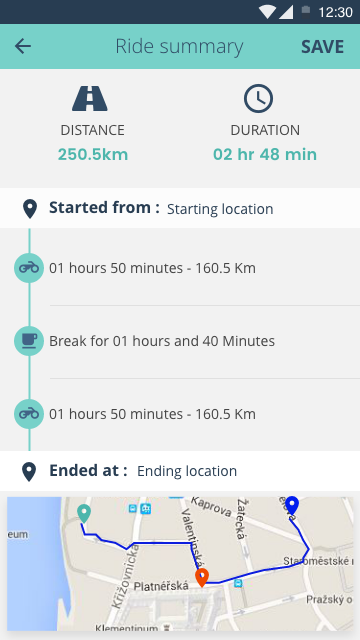 12:30
Ride summary SAVE
DISTANCE DURATION
250.5km 02 hr 48 min
Started from : Starting location
01 hours 50 minutes - 160.5 Km
Break for 01 hours and 40 Minutes
01 hours 50 minutes - 160.5 Km
Ended at : Ending location
Kaprova
Žatecká
eum
Valentinská
Křižovnická
Staroměstské
Platnéřská
Pražský o
Klementinum